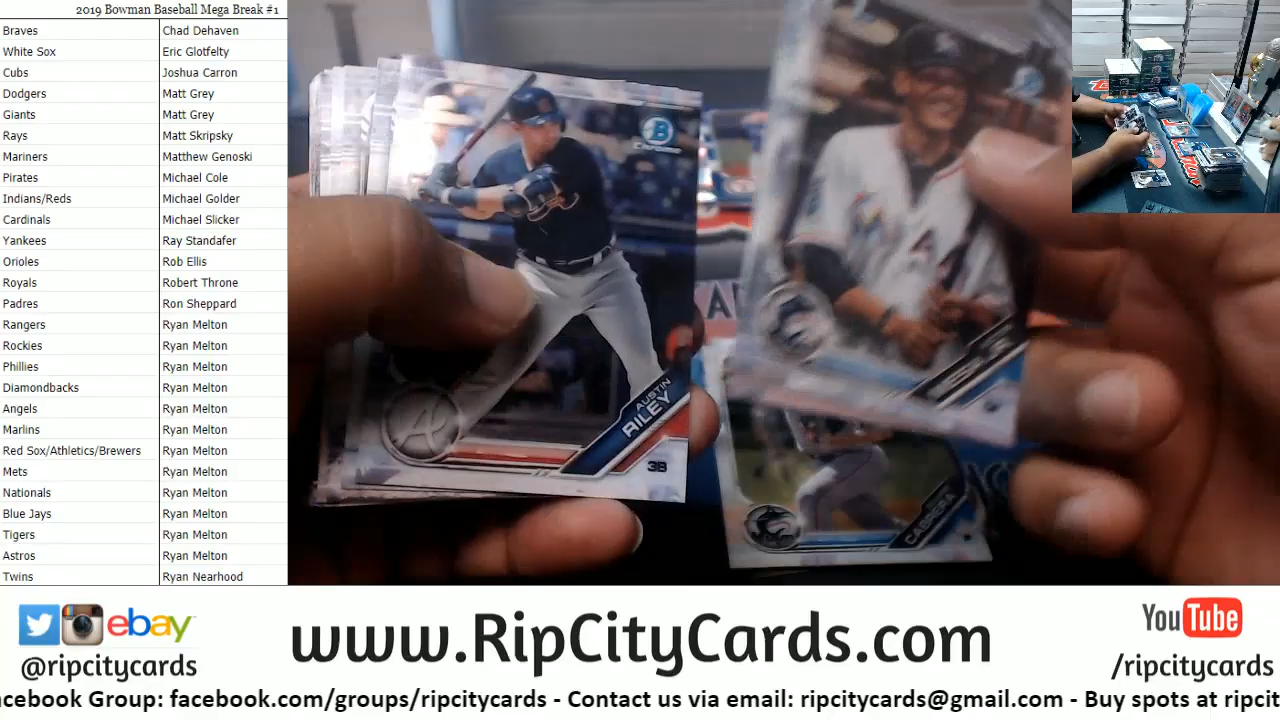 2019 Bowman Baseball Mega Break #1
Braves Chad Dehaven
White Sox Eric Glotfelty
Cubs Joshua Carron
Dodgers Matt Grey
Giants Matt Grey
Rays Matt Skripsky
Mariners Matthew Genoski
Pirates Michael Cole
Indians/Reds Michael Golder
Cardinals Michael Slicker
Yankees Ray Standafer
Orioles Rob Ellis
Royals Robert Throne
Padres Ron Sheppard
Rangers Ryan Melton
Rockies Ryan Melton
Phillies Ryan Melton
Diamondbacks Ryan Melton
Angels Ryan Melton
Marlins Ryan Melton
Red Sox/Athletics/Brewers Ryan Melton
Mets Ryan Melton
Nationals Ryan Melton
Blue Jays Ryan Melton
Tigers Ryan Melton
Astros Ryan Melton
Twins Ryan Nearhood
B
AUSTIN
RILEY
3B
CABRERA
ebay
@ripcitycards
www.RipCityCards.com
YouTube
/ripcitycards
acebook Group: facebook.com/groups/ripcitycards - Contact us via email: ripcitycards@gmail.com - Buy spots at ripcit